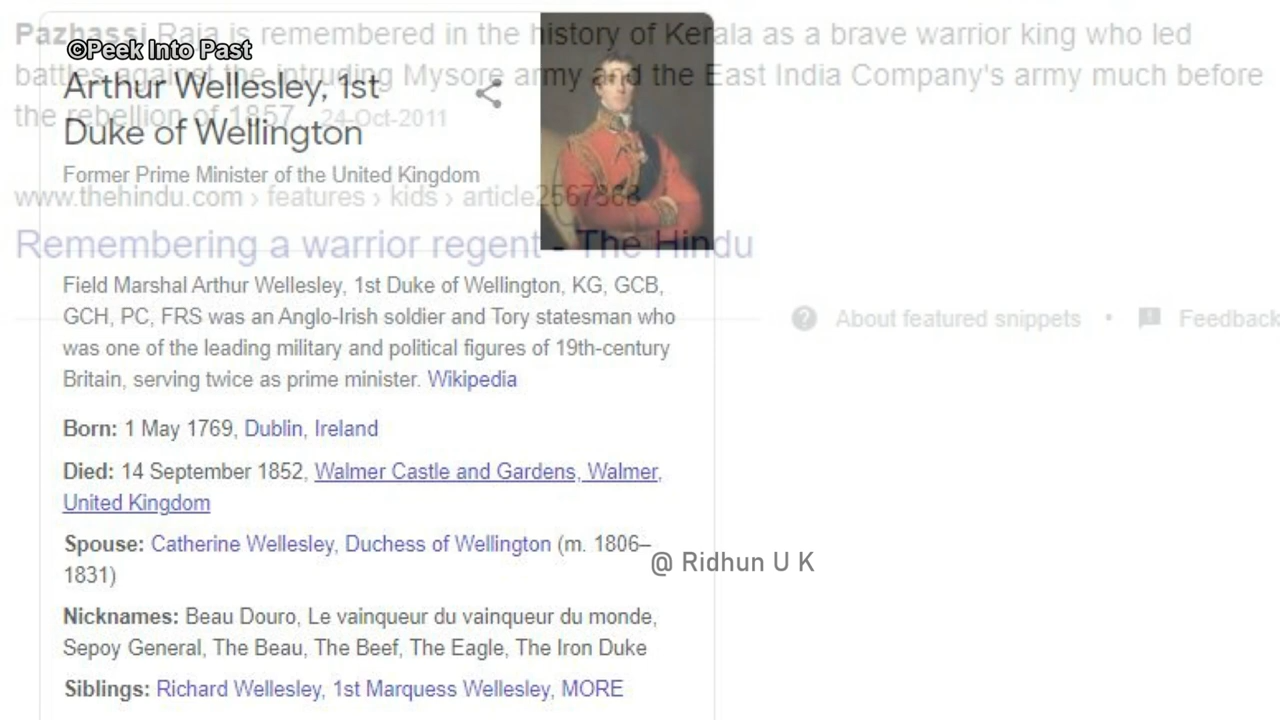 Pazhassi Raja is remembered in the history of Kerala as a brave warrior king who led
©Peek Into Past
battles against the intruding Mysore army and the East India Company's army much before
Arthur Wellesley, 1st
the rebellion of 1857. 24-Oct-2011
Duke of Wellington
Former Prime Minister of the United Kingdom
www.thehindu.com › features › kids › article2567368
Remembering a warrior regent - The Hindu
Field Marshal Arthur Wellesley, 1st Duke of Wellington, KG, GCB,
GCH, PC, FRS was an Anglo-Irish soldier and Tory statesman who
About featured snippets • Feedback
was one of the leading military and political figures of 19th-century
Britain, serving twice as prime minister. Wikipedia
Born: 1 May 1769, Dublin, Ireland
Died: 14 September 1852, Walmer Castle and Gardens, Walmer,
United Kingdom
Spouse: Catherine Wellesley, Duchess of Wellington (m. 1806–
1831)
@ Ridhun U K
Nicknames: Beau Douro, Le vainqueur du vainqueur du monde,
Sepoy General, The Beau, The Beef, The Eagle, The Iron Duke
Siblings: Richard Wellesley, 1st Marquess Wellesley, MORE